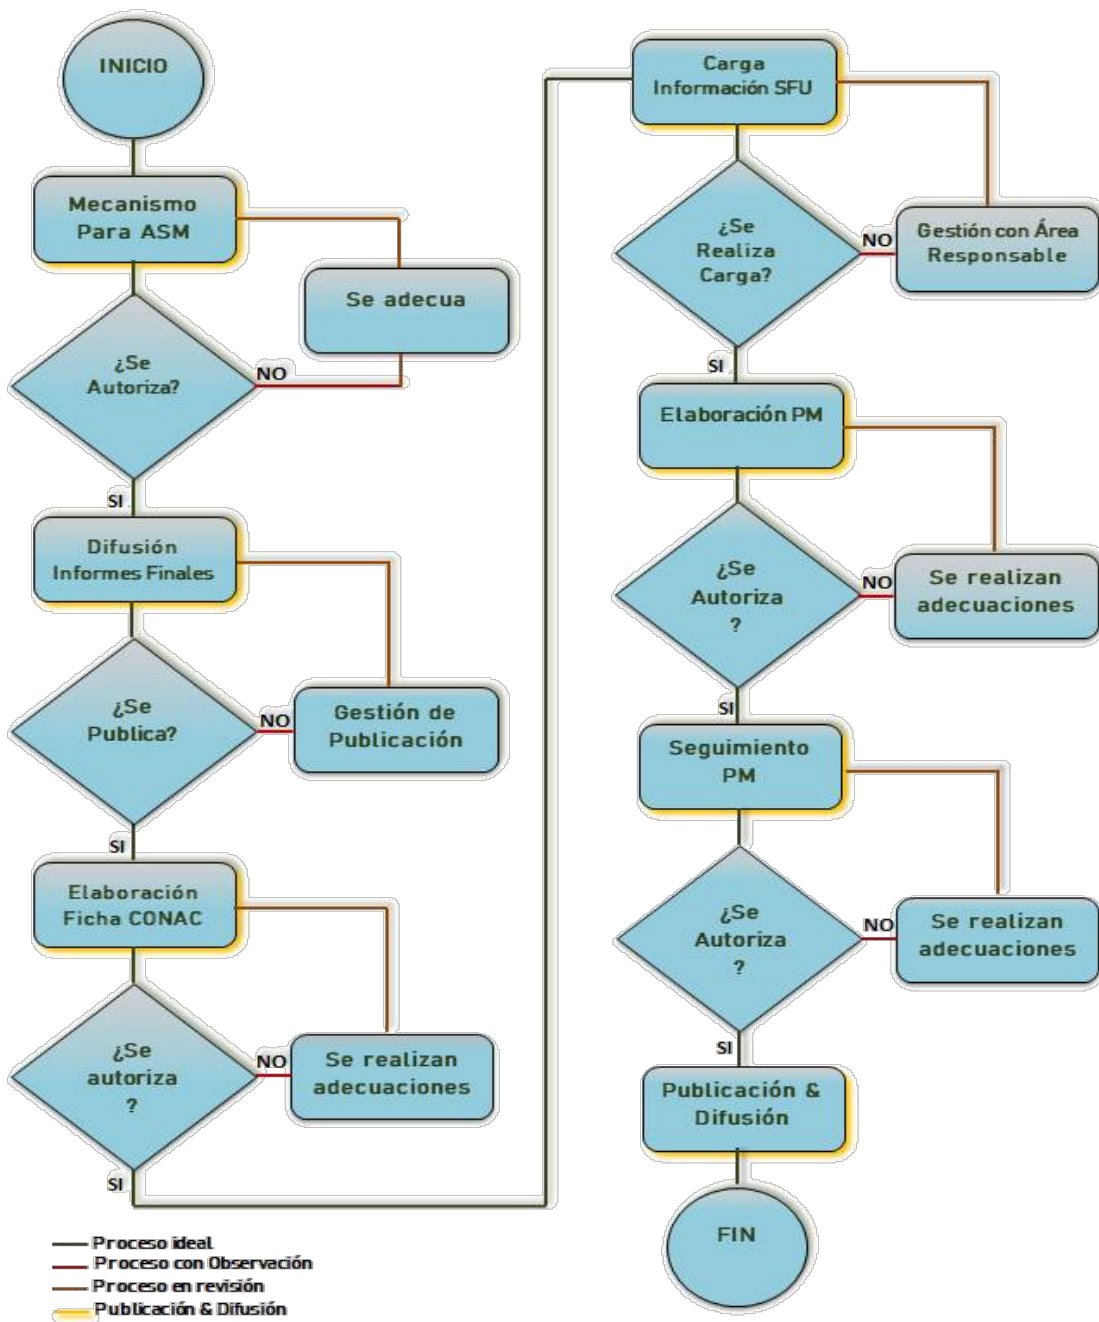 INICIO
Mecanismo
Para ASM
Se adecua
¿Se
Autoriza?
NO
SI
Difusión
Informes Finales
¿Se
Publica?
NO
Gestión de
Publicación
SI
Elaboración
Ficha CONAC
¿Se
autoriza
?
NO
Se realizan
adecuaciones
SI
Carga
Información SFU
¿Se
Realiza
Carga?
NO
Gestión con Área
Responsable
SI
Elaboración PM
¿Se
Autoriza
?
NO
Se realizan
adecuaciones
SI
Seguimiento
PM
¿Se
Autoriza
?
NO
Se realizan
adecuaciones
SI
Publicación &
Difusión
FIN
Proceso ideal
Proceso con Observación
Proceso en revisión
Publicación & Difusión